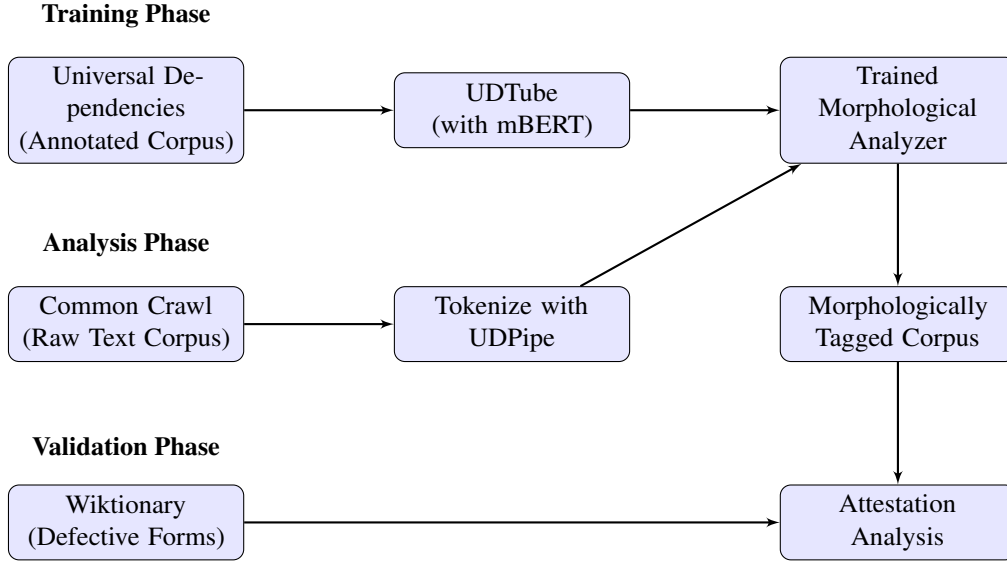 Training Phase
Universal De-
pendencies
(Annotated Corpus)
UDTube
(with mBERT)
Trained
Morphological
Analyzer
Analysis Phase
Common Crawl
(Raw Text Corpus)
Tokenize with
UDPipe
Morphologically
Tagged Corpus
Validation Phase
Wiktionary
(Defective Forms)
Attestation
Analysis